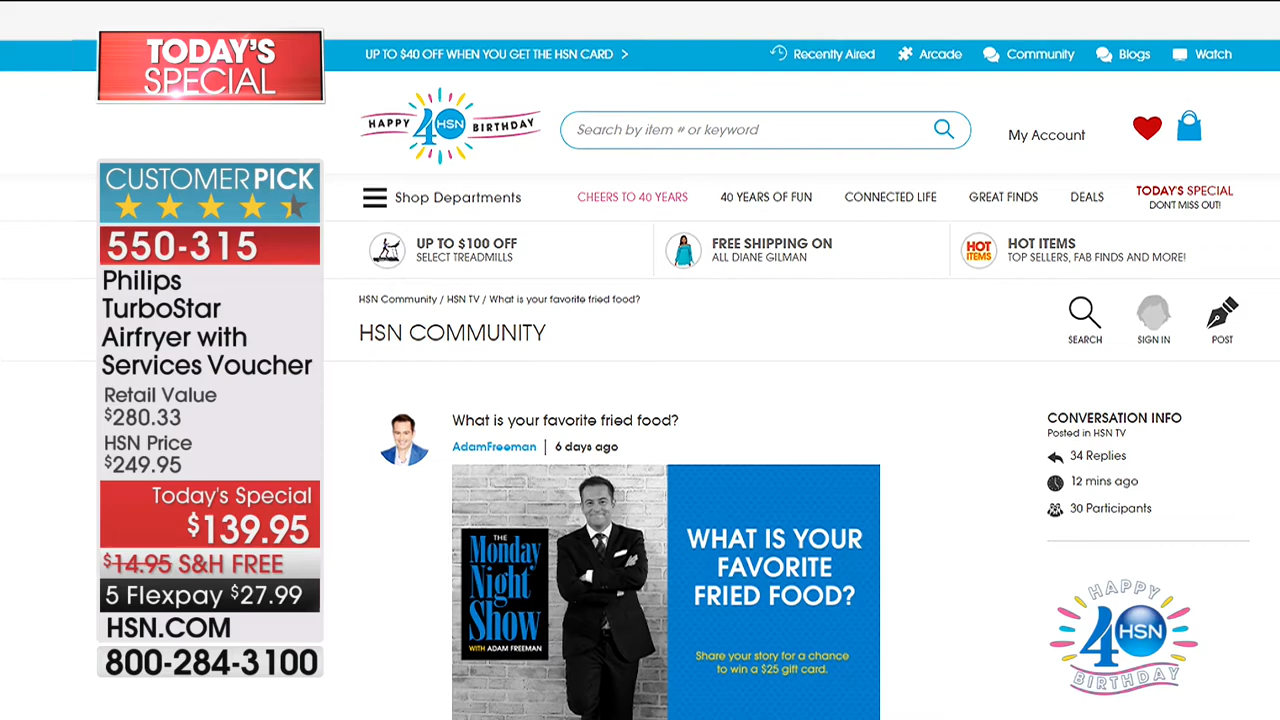 TODAY'S
SPECIAL
CUSTOMER PICK
550-315
Philips
TurboStar
Airfryer with
Services Voucher
Retail Value
$280.33
HSN Price
$249.95
Today's Special
$139.95
$14.95 S&H FREE
5 Flexpay $27.99
HSN.COM
800-284-3100
UP TO $40 OFF WHEN YOU GET THE HSN CARD >
Recently Aired
Arcade
Community
Blogs
Watch
HAPPY 40 HSN BIRTHDAY
Search by item # or keyword
My Account
Shop Departments
CHEERS TO 40 YEARS
40 YEARS OF FUN
CONNECTED LIFE
GREAT FINDS
DEALS
TODAY'S SPECIAL
DON'T MISS OUT!
UP TO $100 OFF
SELECT TREADMILLS
FREE SHIPPING ON
ALL DIANE GILMAN
HOT
ITEMS
HOT ITEMS
TOP SELLERS, FAB FINDS AND MORE!
HSN Community / HSN TV / What is your favorite fried food?
HSN COMMUNITY
SEARCH
SIGN IN
POST
What is your favorite fried food?
AdamFreeman | 6 days ago
THE
Monday
Night
Show
WITH ADAM FREEMAN
WHAT IS YOUR
FAVORITE
FRIED FOOD?
Share your story for a chance
to win a $25 gift card.
CONVERSATION INFO
Posted in HSN TV
34 Replies
12 mins ago
30 Participants
HAPPY
40 HSN
BIRTHDAY